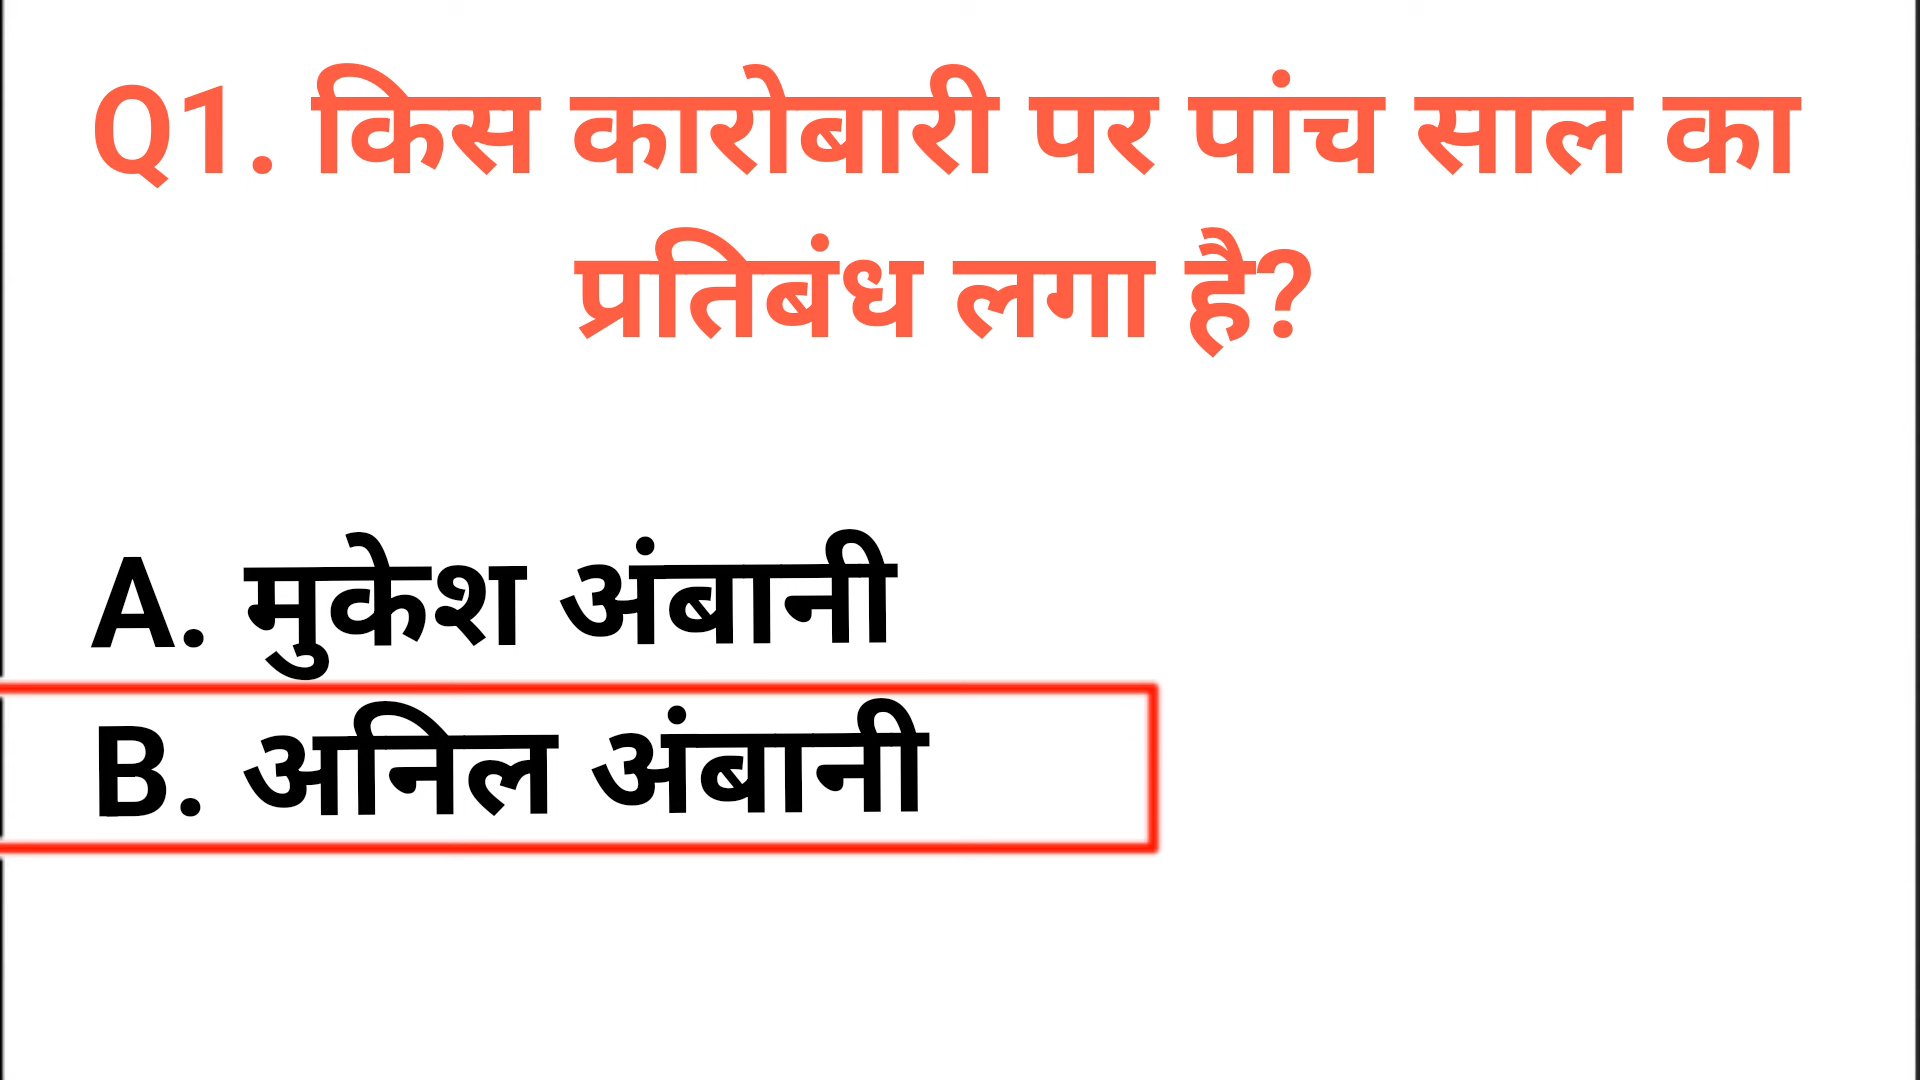 Q1. किस कारोबारी पर पांच साल का
प्रतिबंध लगा है?
A. मुकेश अंबानी
B. अनिल अंबानी